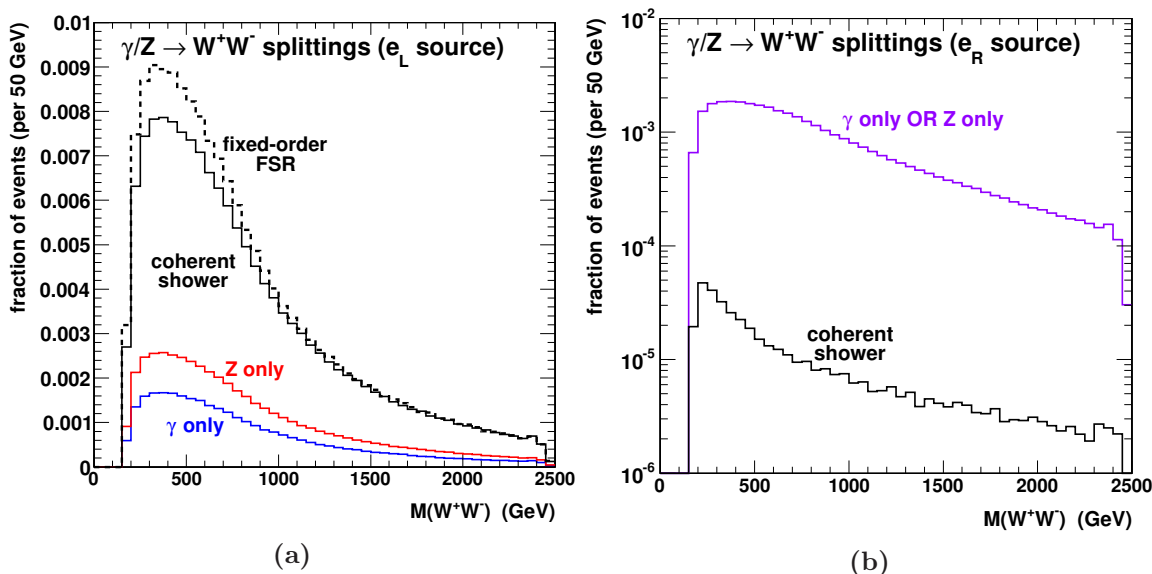 γ/Z → W⁺W⁻ splittings (e_L source)
fraction of events (per 50 GeV)
0.01
0.009
0.008
0.007
0.006
0.005
0.004
0.003
0.002
0.001
0
fixed-order
FSR
coherent
shower
Z only
γ only
0 500 1000 1500 2000 2500
M(W⁺W⁻) (GeV)
(a)
γ/Z → W⁺W⁻ splittings (e_R source)
fraction of events (per 50 GeV)
10⁻²
10⁻³
10⁻⁴
10⁻⁵
10⁻⁶
γ only OR Z only
coherent
shower
0 500 1000 1500 2000 2500
M(W⁺W⁻) (GeV)
(b)